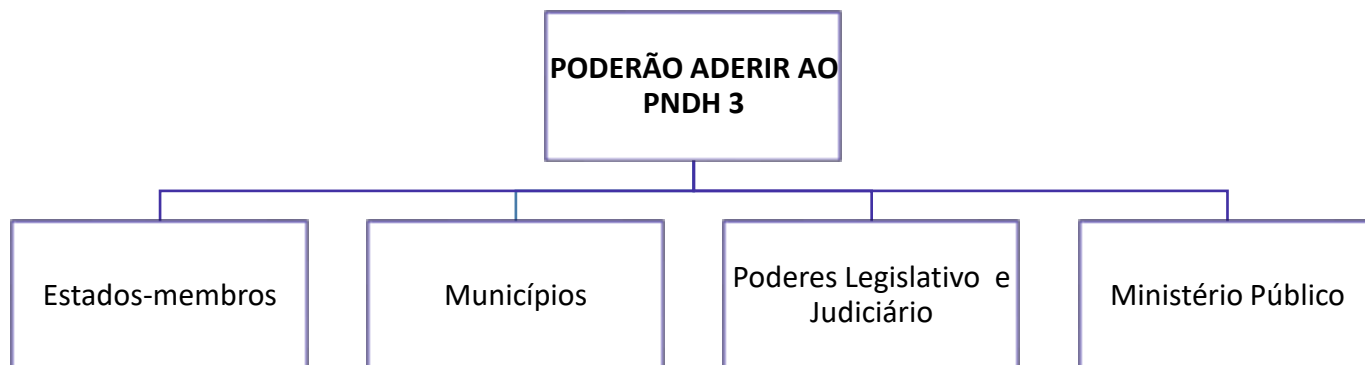 PODERÃO ADERIR AO
PNDH 3
Estados-membros
Municípios
Poderes Legislativo e
Judiciário
Ministério Público